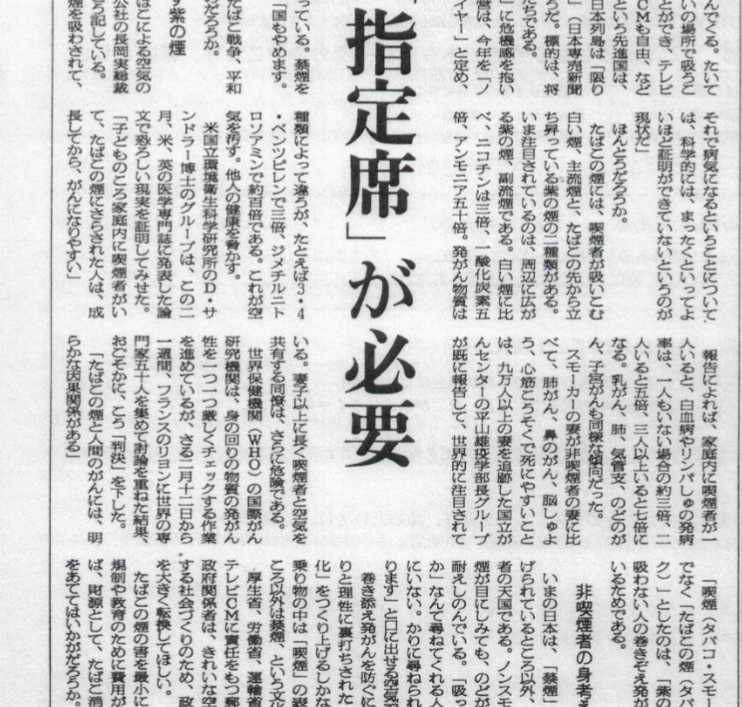 指定席」が必要
んでくる。たいて
いの場所で吸うこ
とができ、テレビ
CMも自由、など
という先進国は、
日本列島は「限り
」(日本専売新聞
うだ。標的は、将
ちである。
」に危機感を抱い
営は、今年を「ノ
イヤー」と定め
っている。禁煙を
「国もやめます。
たばこ戦争、平和
だろうか。
す紫の煙
ばこによる空気の
公社の長岡実総裁
う記している。
煙を吸わされて、
それで病気になるということについて
は、科学的には、まったくといってよ
いほど証明ができていないというのが
現状だ」
ほんとうだろうか。
たばこの煙には、喫煙者が吸いこむ
白い煙、主流煙と、たばこの先から立
ち昇っている紫の煙の二種類がある。
いま注目されているのは、周辺に広が
る紫の煙、副流煙である。白い煙に比
べ、ニコチンは三倍、一酸化炭素五
倍、アンモニア五十倍。発がん物質は
種類によって違うが、たとえば3・4
・ベンツピレンで三倍、ジメチルニト
ロソアミンで約百倍である。これが空
気を汚す。他人の健康を脅かす。
米国立環境衛生科学研究所のD・サ
ンドラー博士のグループは、この二
月、米、英の医学専門誌に発表した論
文で恐ろしい現実を証明してみせた。
「子どものころ家庭内に喫煙者がい
て、たばこの煙にさらされた人は、成
長してから、がんになりやすい」
報告によれば、家庭内に喫煙者が一
人いると、白血病やリンパしゅの発病
率は、一人もいない場合の約三倍、二
人いると五倍、三人以上いると七倍に
なる。乳がん、肺、気管支、のどのが
ん、子宮がんも同様な傾向だった。
スモーカーの妻が非喫煙者の妻に比
べて、肺がん、鼻のがん、脳しゅよ
う、心筋こうそくで死にやすいこと
は、九万人以上の妻を追跡した国立が
んセンターの平山雄疫学部長グループ
が既に報告して、世界的に注目されて
いる。妻子以上に長く喫煙者と空気を
共有する同僚は、さらに危険である。
世界保健機関(WHO)の国際がん
研究機関は、身の回りの物質の発がん
性を一つ一つ厳しくチェックする作業
を進めているが、さる二月十二日から
一週間、フランスのリヨンに世界の専
門家五十人を集めて討論を重ねた結果、
おごそかに、こう「判決」を下した。
「たばこの煙と人間のがんには、明
らかな因果関係がある」
「喫煙(タバコ・スモー
でなく「たばこの煙(タバ
ク)」としたのは、「紫の
吸わない人の巻きぞえ発が
いるためである。
非喫煙者の身考え
いまの日本は、「禁煙」
げられているところ以外、
者の天国である。ノンスモ
煙が目にしみても、のどが
耐えしのんでいる。「吸っ
か」なんて尋ねてくれる人
にいない。かりに尋ねられ
ります」と口に出せる空気で
巻き添え発がんを防ぐに
りと理性に裏打ちされた
化」をつくり上げるしかな
乗り物の中は「喫煙」の表
ころ以外は禁煙、という文化
厚生省、労働省、運輸省
テレビCMに責任をもつ郵
政府関係者は、きれいな空
する社会づくりのため、政
を大きく転換してほしい。
たばこの煙の害を最小に
規制や教育のために費用が
ば、財源として、たばこ消
をあててはいかがだろうか。